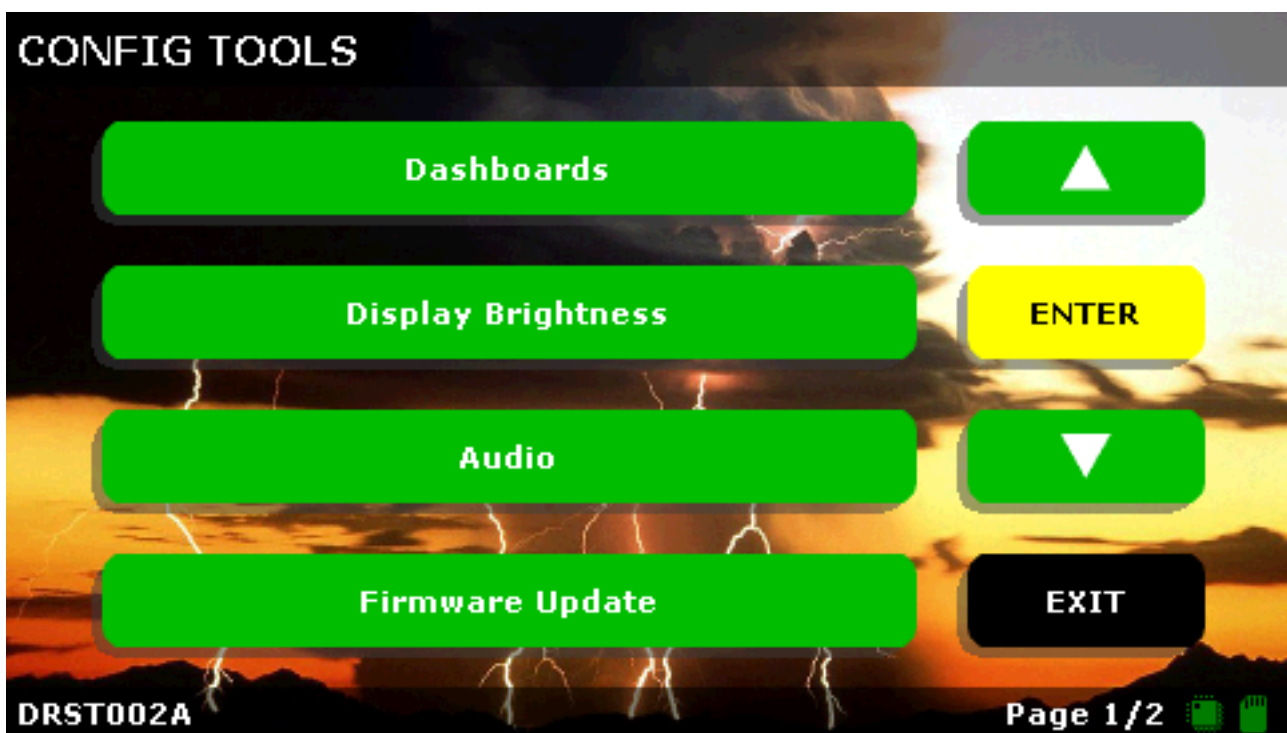 CONFIG TOOLS
Dashboards
Display Brightness
ENTER
Audio
Firmware Update
EXIT
DRST002A
Page 1/2